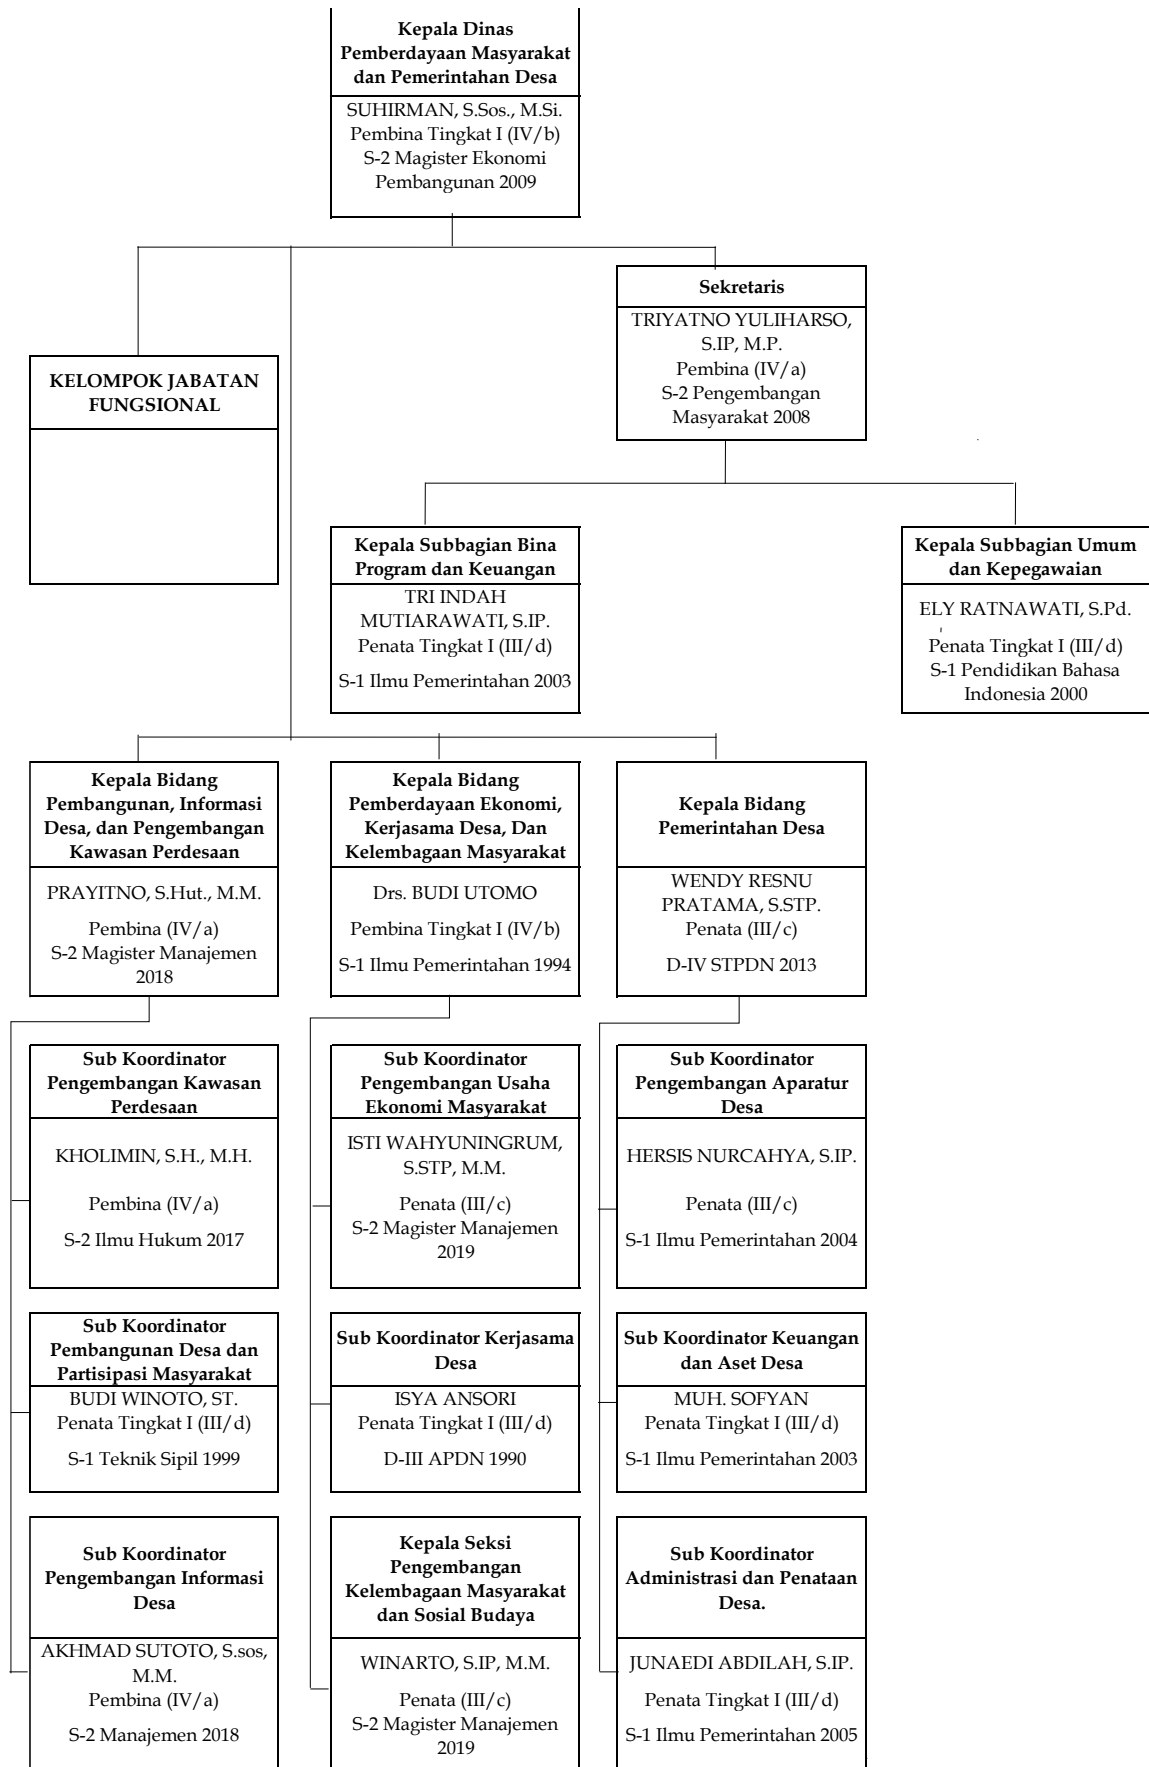 Kepala Dinas
Pemberdayaan Masyarakat
dan Pemerintahan Desa
SUHIRMAN, S.Sos., M.Si.
Pembina Tingkat I (IV/b)
S-2 Magister Ekonomi
Pembangunan 2009
Sekretaris
TRIYATNO YULIHARSO,
S.IP, M.P.
Pembina (IV/a)
S-2 Pengembangan
Masyarakat 2008
KELOMPOK JABATAN
FUNGSIONAL
Kepala Subbagian Bina
Program dan Keuangan
TRI INDAH
MUTIARAWATI, S.IP.
Penata Tingkat I (III/d)
S-1 Ilmu Pemerintahan 2003
Kepala Subbagian Umum
dan Kepegawaian
ELY RATNAWATI, S.Pd.
Penata Tingkat I (III/d)
S-1 Pendidikan Bahasa
Indonesia 2000
Kepala Bidang
Pembangunan, Informasi
Desa, dan Pengembangan
Kawasan Perdesaan
PRAYITNO, S.Hut., M.M.
Pembina (IV/a)
S-2 Magister Manajemen
2018
Kepala Bidang
Pemberdayaan Ekonomi,
Kerjasama Desa, Dan
Kelembagaan Masyarakat
Drs. BUDI UTOMO
Pembina Tingkat I (IV/b)
S-1 Ilmu Pemerintahan 1994
Kepala Bidang
Pemerintahan Desa
WENDY RESNU
PRATAMA, S.STP.
Penata (III/c)
D-IV STPDN 2013
Sub Koordinator
Pengembangan Kawasan
Perdesaan
KHOLIMIN, S.H., M.H.
Pembina (IV/a)
S-2 Ilmu Hukum 2017
Sub Koordinator
Pengembangan Usaha
Ekonomi Masyarakat
ISTI WAHYUNINGRUM,
S.STP, M.M.
Penata (III/c)
S-2 Magister Manajemen
2019
Sub Koordinator
Pengembangan Aparatur
Desa
HERSIS NURCAHYA, S.IP.
Penata (III/c)
S-1 Ilmu Pemerintahan 2004
Sub Koordinator
Pembangunan Desa dan
Partisipasi Masyarakat
BUDI WINOTO, ST.
Penata Tingkat I (III/d)
S-1 Teknik Sipil 1999
Sub Koordinator Kerjasama
Desa
ISYA ANSORI
Penata Tingkat I (III/d)
D-III APDN 1990
Sub Koordinator Keuangan
dan Aset Desa
MUH. SOFYAN
Penata Tingkat I (III/d)
S-1 Ilmu Pemerintahan 2003
Sub Koordinator
Pengembangan Informasi
Desa
AKHMAD SUTOTO, S.sos,
M.M.
Pembina (IV/a)
S-2 Manajemen 2018
Kepala Seksi
Pengembangan
Kelembagaan Masyarakat
dan Sosial Budaya
WINARTO, S.IP, M.M.
Penata (III/c)
S-2 Magister Manajemen
2019
Sub Koordinator
Administrasi dan Penataan
Desa.
JUNAEDI ABDILAH, S.IP.
Penata Tingkat I (III/d)
S-1 Ilmu Pemerintahan 2005